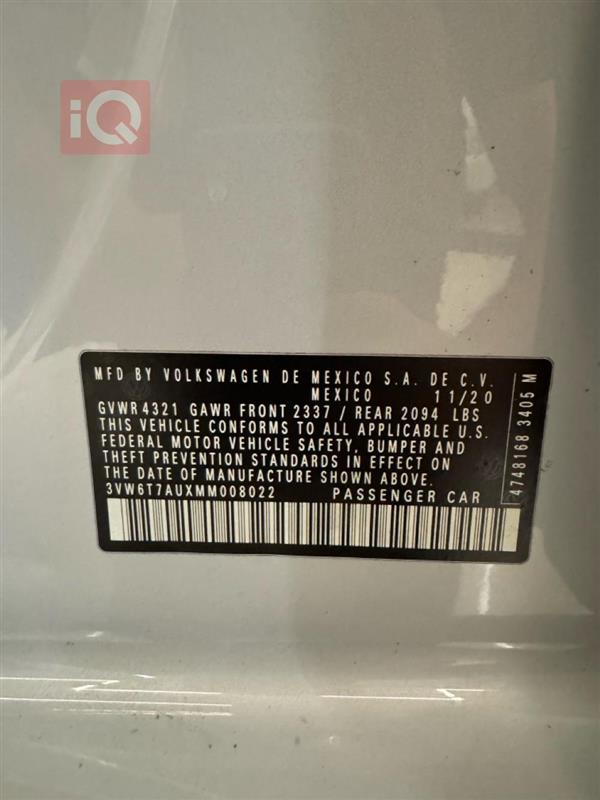 iQ
MFD BY VOLKSWAGEN DE MEXICO S.A. DE C.V.
MEXICO 11/20
GVWR 4321 GAWR FRONT 2337 / REAR 2094 LBS
THIS VEHICLE CONFORMS TO ALL APPLICABLE U.S.
FEDERAL MOTOR VEHICLE SAFETY, BUMPER AND
THEFT PREVENTION STANDARDS IN EFFECT ON
THE DATE OF MANUFACTURE SHOWN ABOVE.
3VW6T7AUXMM008022 PASSENGER CAR
4748168 3405 M